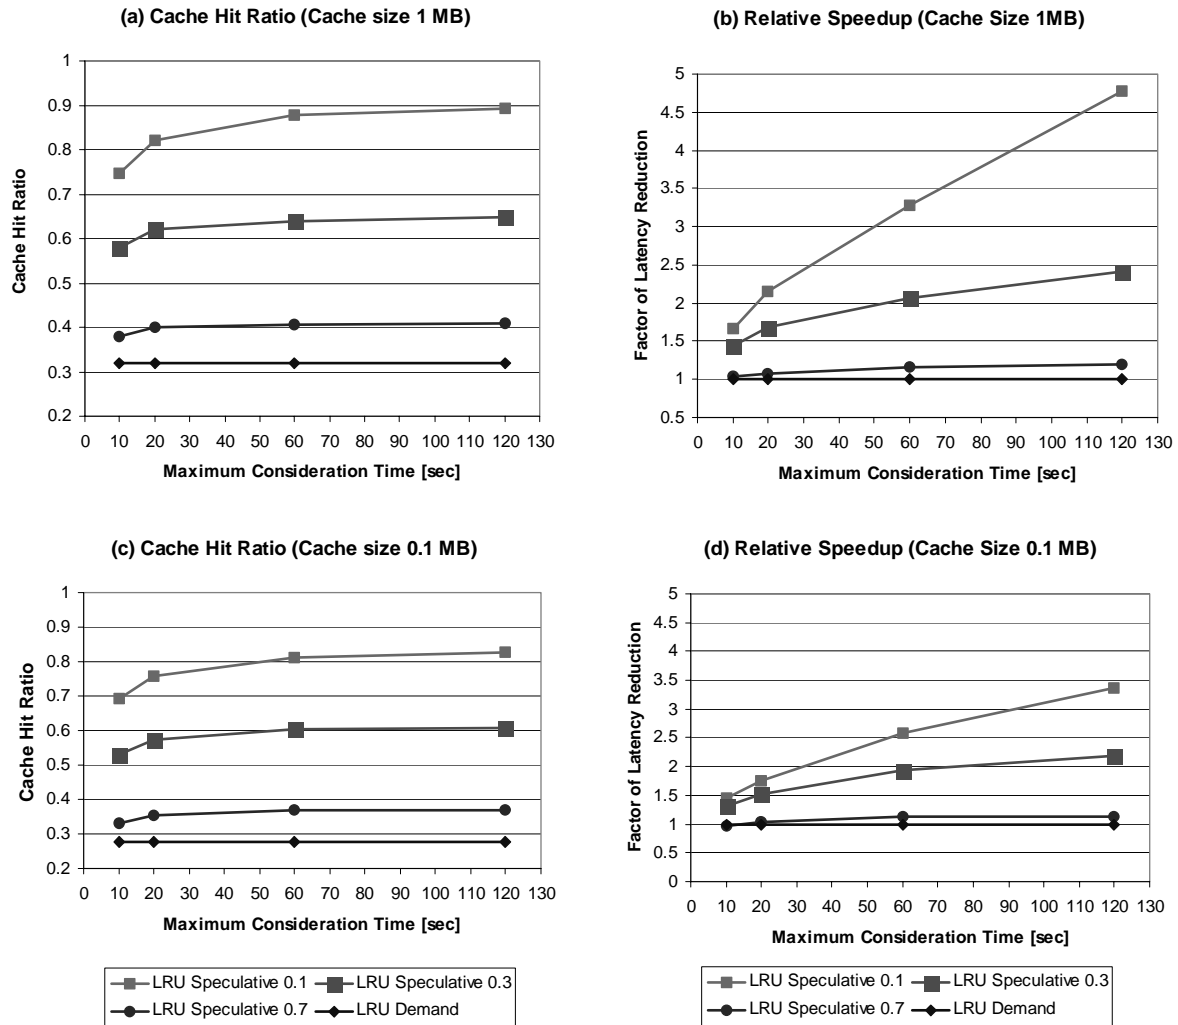 (a) Cache Hit Ratio (Cache size 1 MB)
1
0.9
0.8
0.7
0.6
0.5
0.4
0.3
0.2
Cache Hit Ratio
0 10 20 30 40 50 60 70 80 90 100 110 120 130
Maximum Consideration Time [sec]
(b) Relative Speedup (Cache Size 1MB)
5
4.5
4
3.5
3
2.5
2
1.5
1
0.5
Factor of Latency Reduction
0 10 20 30 40 50 60 70 80 90 100 110 120 130
Maximum Consideration Time [sec]
(c) Cache Hit Ratio (Cache size 0.1 MB)
1
0.9
0.8
0.7
0.6
0.5
0.4
0.3
0.2
Cache Hit Ratio
0 10 20 30 40 50 60 70 80 90 100 110 120 130
Maximum Consideration Time [sec]
(d) Relative Speedup (Cache Size 0.1 MB)
5
4.5
4
3.5
3
2.5
2
1.5
1
0.5
0
Factor of Latency Reduction
0 10 20 30 40 50 60 70 80 90 100 110 120 130
Maximum Consideration Time [sec]
LRU Speculative 0.1 LRU Speculative 0.3
LRU Speculative 0.7 LRU Demand
LRU Speculative 0.1 LRU Speculative 0.3
LRU Speculative 0.7 LRU Demand